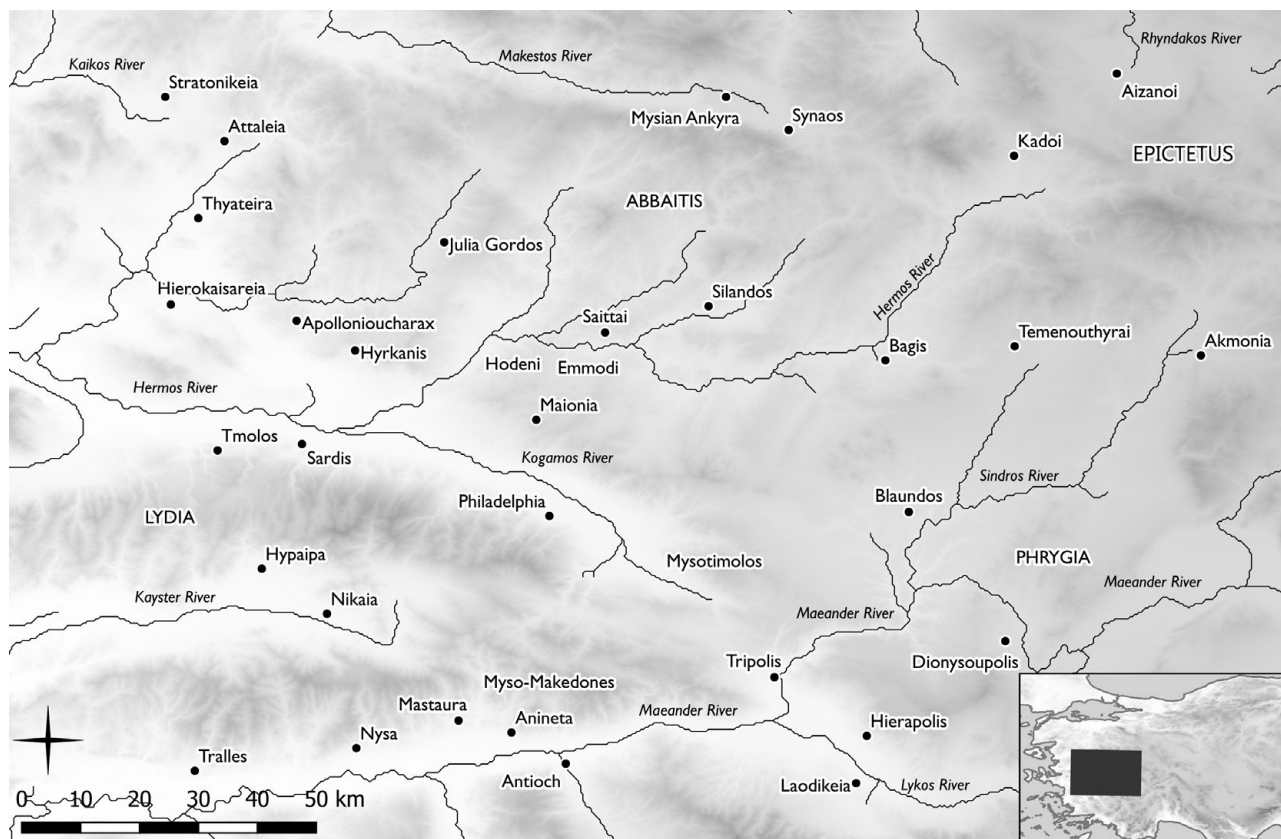 Rhyndakos River
Makestos River
Kaikos River
Stratonikeia
Aizanoi
Mysian Ankyra
Synaos
Attaleia
Kadoi
EPICTETUS
ABBAITIS
Thyateira
Julia Gordos
Hermos River
Hierokaisareia
Silandos
Saittai
Apollonioucharax
Temenouthyrai
Akmonia
Hyrkanis
Bagis
Hodeni
Emmodi
Hermos River
Maionia
Tmolos
Sardis
Kogamos River
Sindros River
Philadelphia
Blaundos
LYDIA
Hypaipa
Mysotimolos
PHRYGIA
Maeander River
Kayster River
Nikaia
Maeander River
Tripolis
Dionysoupolis
Myso-Makedones
Mastaura
Maeander River
Anineta
Hierapolis
Nysa
Tralles
Antioch
Laodikeia
Lykos River
0 10 20 30 40 50 km